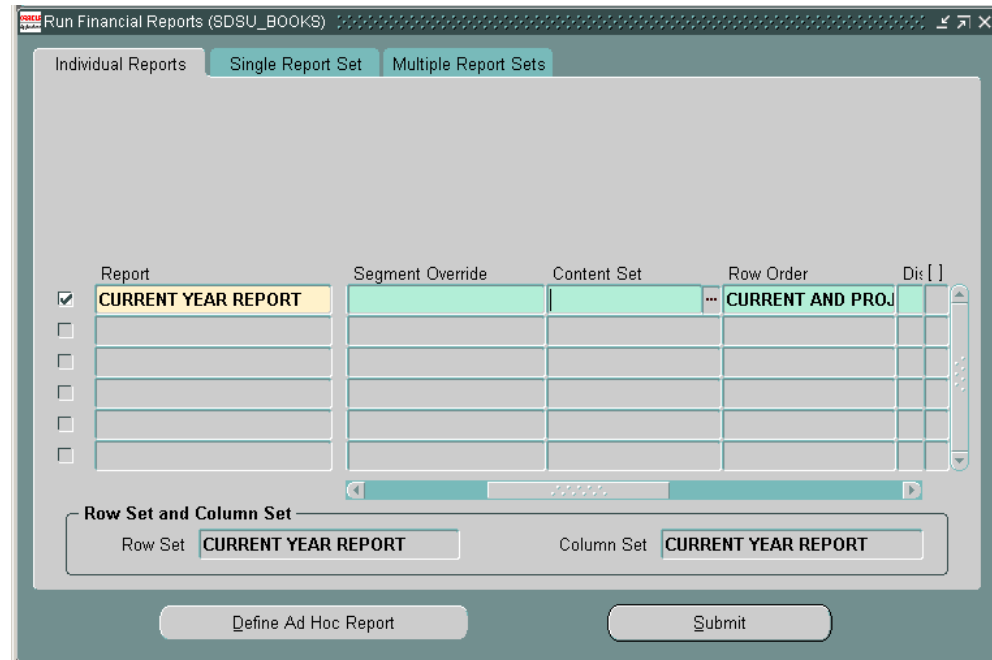 Run Financial Reports (SDSU_BOOKS)
Individual Reports Single Report Set Multiple Report Sets
Report Segment Override Content Set Row Order Dis [ ]
CURRENT YEAR REPORT ... CURRENT AND PROJ
Row Set and Column Set
Row Set CURRENT YEAR REPORT Column Set CURRENT YEAR REPORT
Define Ad Hoc Report Submit